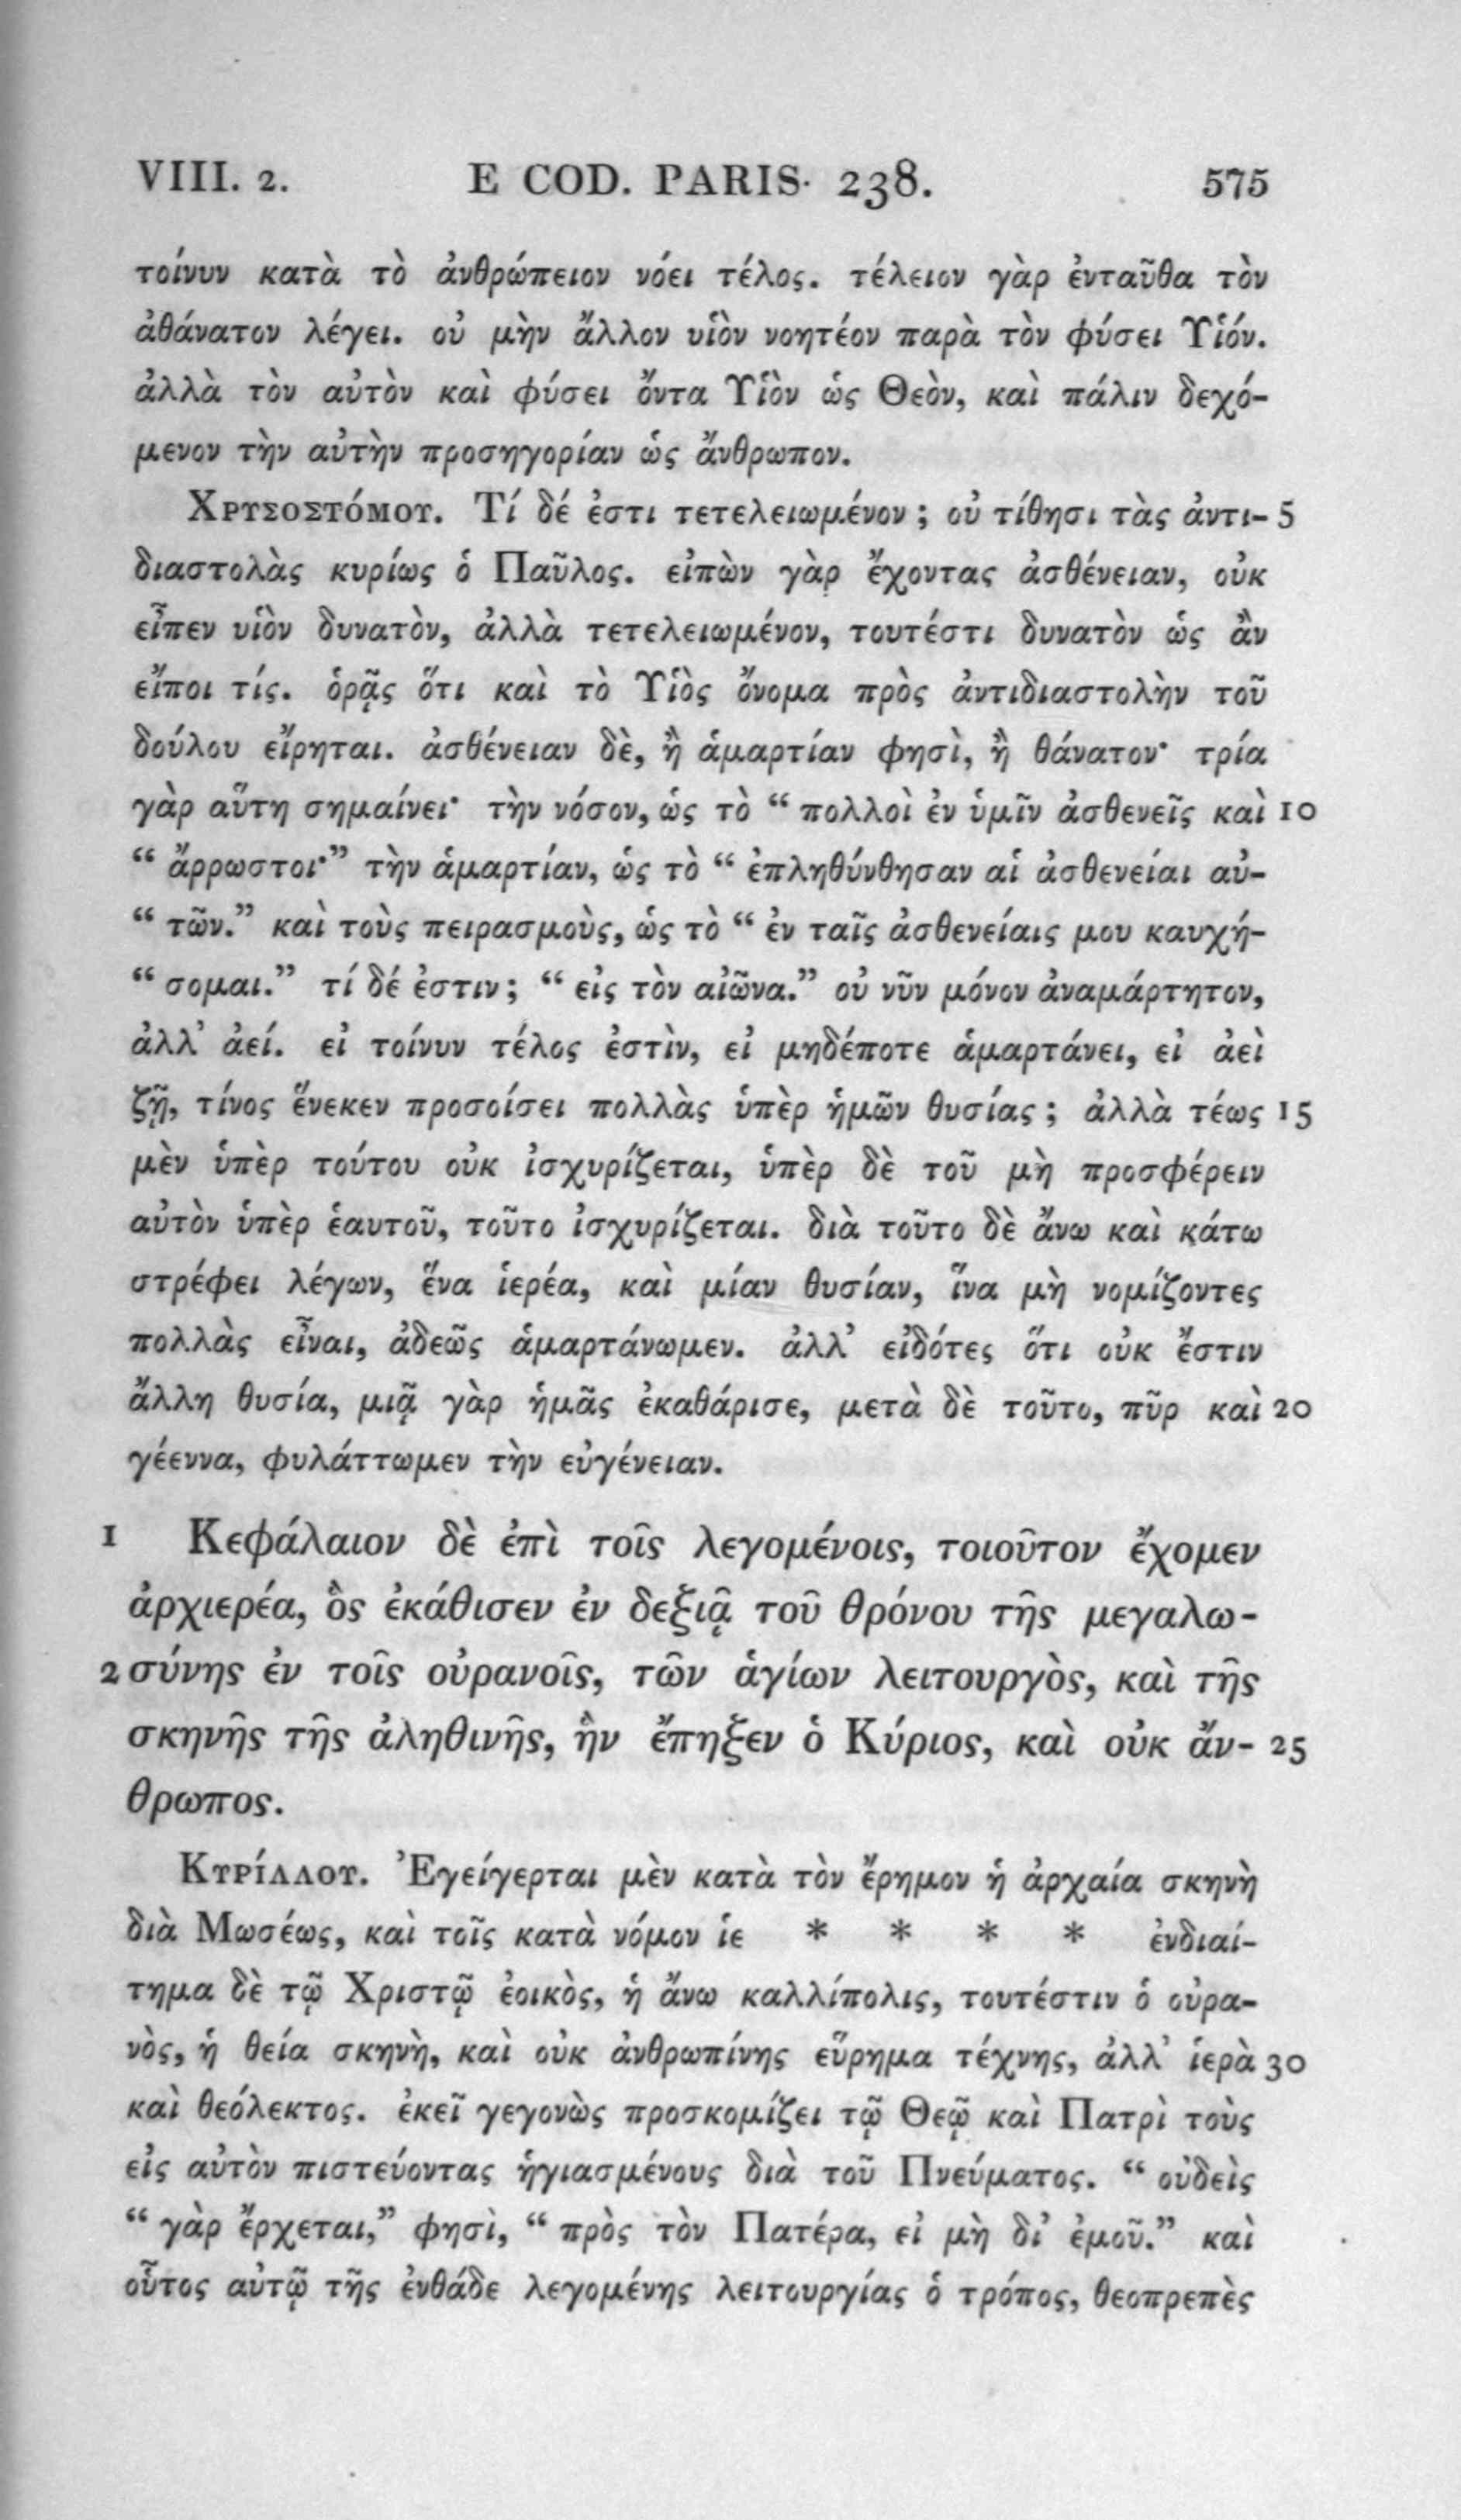 VIII. 2. E COD. PARIS· 238. 575
τοίνυν κατὰ τὸ ἀνθρώπειον νόει τέλος. τέλειον γὰρ ἐνταῦθα τὸν
ἀθάνατον λέγει. οὐ μὴν ἄλλον υἱὸν νοητέον παρὰ τὸν φύσει Υἱόν.
ἀλλὰ τὸν αὐτὸν καὶ φύσει ὄντα Υἱὸν ὡς Θεὸν, καὶ πάλιν δεχό-
μενον τὴν αὐτὴν προσηγορίαν ὡς ἄνθρωπον.
Χρυσοστόμου. Τί δέ ἐστι τετελειωμένον; οὐ τίθησι τὰς ἀντι- 5
διαστολὰς κυρίως ὁ Παῦλος. εἰπὼν γὰρ ἔχοντας ἀσθένειαν, οὐκ
εἶπεν υἱὸν δυνατὸν, ἀλλὰ τετελειωμένον, τουτέστι δυνατὸν ὡς ἂν
εἴποι τίς. ὁρᾷς ὅτι καὶ τὸ Υἱὸς ὄνομα πρὸς ἀντιδιαστολὴν τοῦ
δούλου εἴρηται. ἀσθένειαν δὲ, ἢ ἁμαρτίαν φησὶ, ἢ θάνατον· τρία
γὰρ αὕτη σημαίνει· τὴν νόσον, ὡς τὸ “ πολλοὶ ἐν ὑμῖν ἀσθενεῖς καὶ 10
“ ἄρρωστοι·” τὴν ἁμαρτίαν, ὡς τὸ “ ἐπληθύνθησαν αἱ ἀσθενείαι αὐ-
“ τῶν.” καὶ τοὺς πειρασμοὺς, ὡς τὸ “ ἐν ταῖς ἀσθενείαις μου καυχή-
“ σομαι.” τί δέ ἐστιν; “ εἰς τὸν αἰῶνα.” οὐ νῦν μόνον ἀναμάρτητον,
ἀλλ’ ἀεί. εἰ τοίνυν τέλος ἐστὶν, εἰ μηδέποτε ἁμαρτάνει, εἰ ἀεὶ
ζῇ, τίνος ἕνεκεν προσοίσει πολλὰς ὑπὲρ ἡμῶν θυσίας; ἀλλὰ τέως 15
μὲν ὑπὲρ τούτου οὐκ ἰσχυρίζεται, ὑπὲρ δὲ τοῦ μὴ προσφέρειν
αὐτὸν ὑπὲρ ἑαυτοῦ, τοῦτο ἰσχυρίζεται. διὰ τοῦτο δὲ ἄνω καὶ κάτω
στρέφει λέγων, ἕνα ἱερέα, καὶ μίαν θυσίαν, ἵνα μὴ νομίζοντες
πολλὰς εἶναι, ἀδεῶς ἁμαρτάνωμεν. ἀλλ’ εἰδότες ὅτι οὐκ ἔστιν
ἄλλη θυσία, μιᾷ γὰρ ἡμᾶς ἐκαθάρισε, μετὰ δὲ τοῦτο, πῦρ καὶ 20
γέεννα, φυλάττωμεν τὴν εὐγένειαν.
1 Κεφάλαιον δὲ ἐπὶ τοῖς λεγομένοις, τοιοῦτον ἔχομεν
ἀρχιερέα, ὃς ἐκάθισεν ἐν δεξιᾷ τοῦ θρόνου τῆς μεγαλω-
2 σύνης ἐν τοῖς οὐρανοῖς, τῶν ἁγίων λειτουργὸς, καὶ τῆς
σκηνῆς τῆς ἀληθινῆς, ἣν ἔπηξεν ὁ Κύριος, καὶ οὐκ ἄν- 25
θρωπος.
Κυρίλλου. Ἐγείγερται μὲν κατὰ τὸν ἔρημον ἡ ἀρχαία σκηνὴ
διὰ Μωσέως, καὶ τοῖς κατὰ νόμον ἱε * * * * ἐνδιαί-
τημα δὲ τῷ Χριστῷ ἐοικὸς, ἡ ἄνω καλλίπολις, τουτέστιν ὁ οὐρα-
νὸς, ἡ θεία σκηνὴ, καὶ οὐκ ἀνθρωπίνης εὕρημα τέχνης, ἀλλ’ ἱερὰ 30
καὶ θεόλεκτος. ἐκεῖ γεγονὼς προσκομίζει τῷ Θεῷ καὶ Πατρὶ τοὺς
εἰς αὐτὸν πιστεύοντας ἡγιασμένους διὰ τοῦ Πνεύματος. “ οὐδεὶς
“ γὰρ ἔρχεται,” φησὶ, “ πρὸς τὸν Πατέρα, εἰ μὴ δι’ ἐμοῦ.” καὶ
οὗτος αὐτῷ τῆς ἐνθάδε λεγομένης λειτουργίας ὁ τρόπος, θεοπρεπὲς